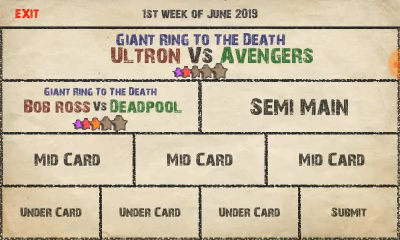 EXIT
1ST WEEK OF JUNE 2019
GIANT RING TO THE DEATH
ULTRON VS AVENGERS
GIANT RING TO THE DEATH
BOB ROSS VS DEADPOOL
SEMI MAIN
MID CARD
MID CARD
MID CARD
UNDER CARD
UNDER CARD
UNDER CARD
SUBMIT